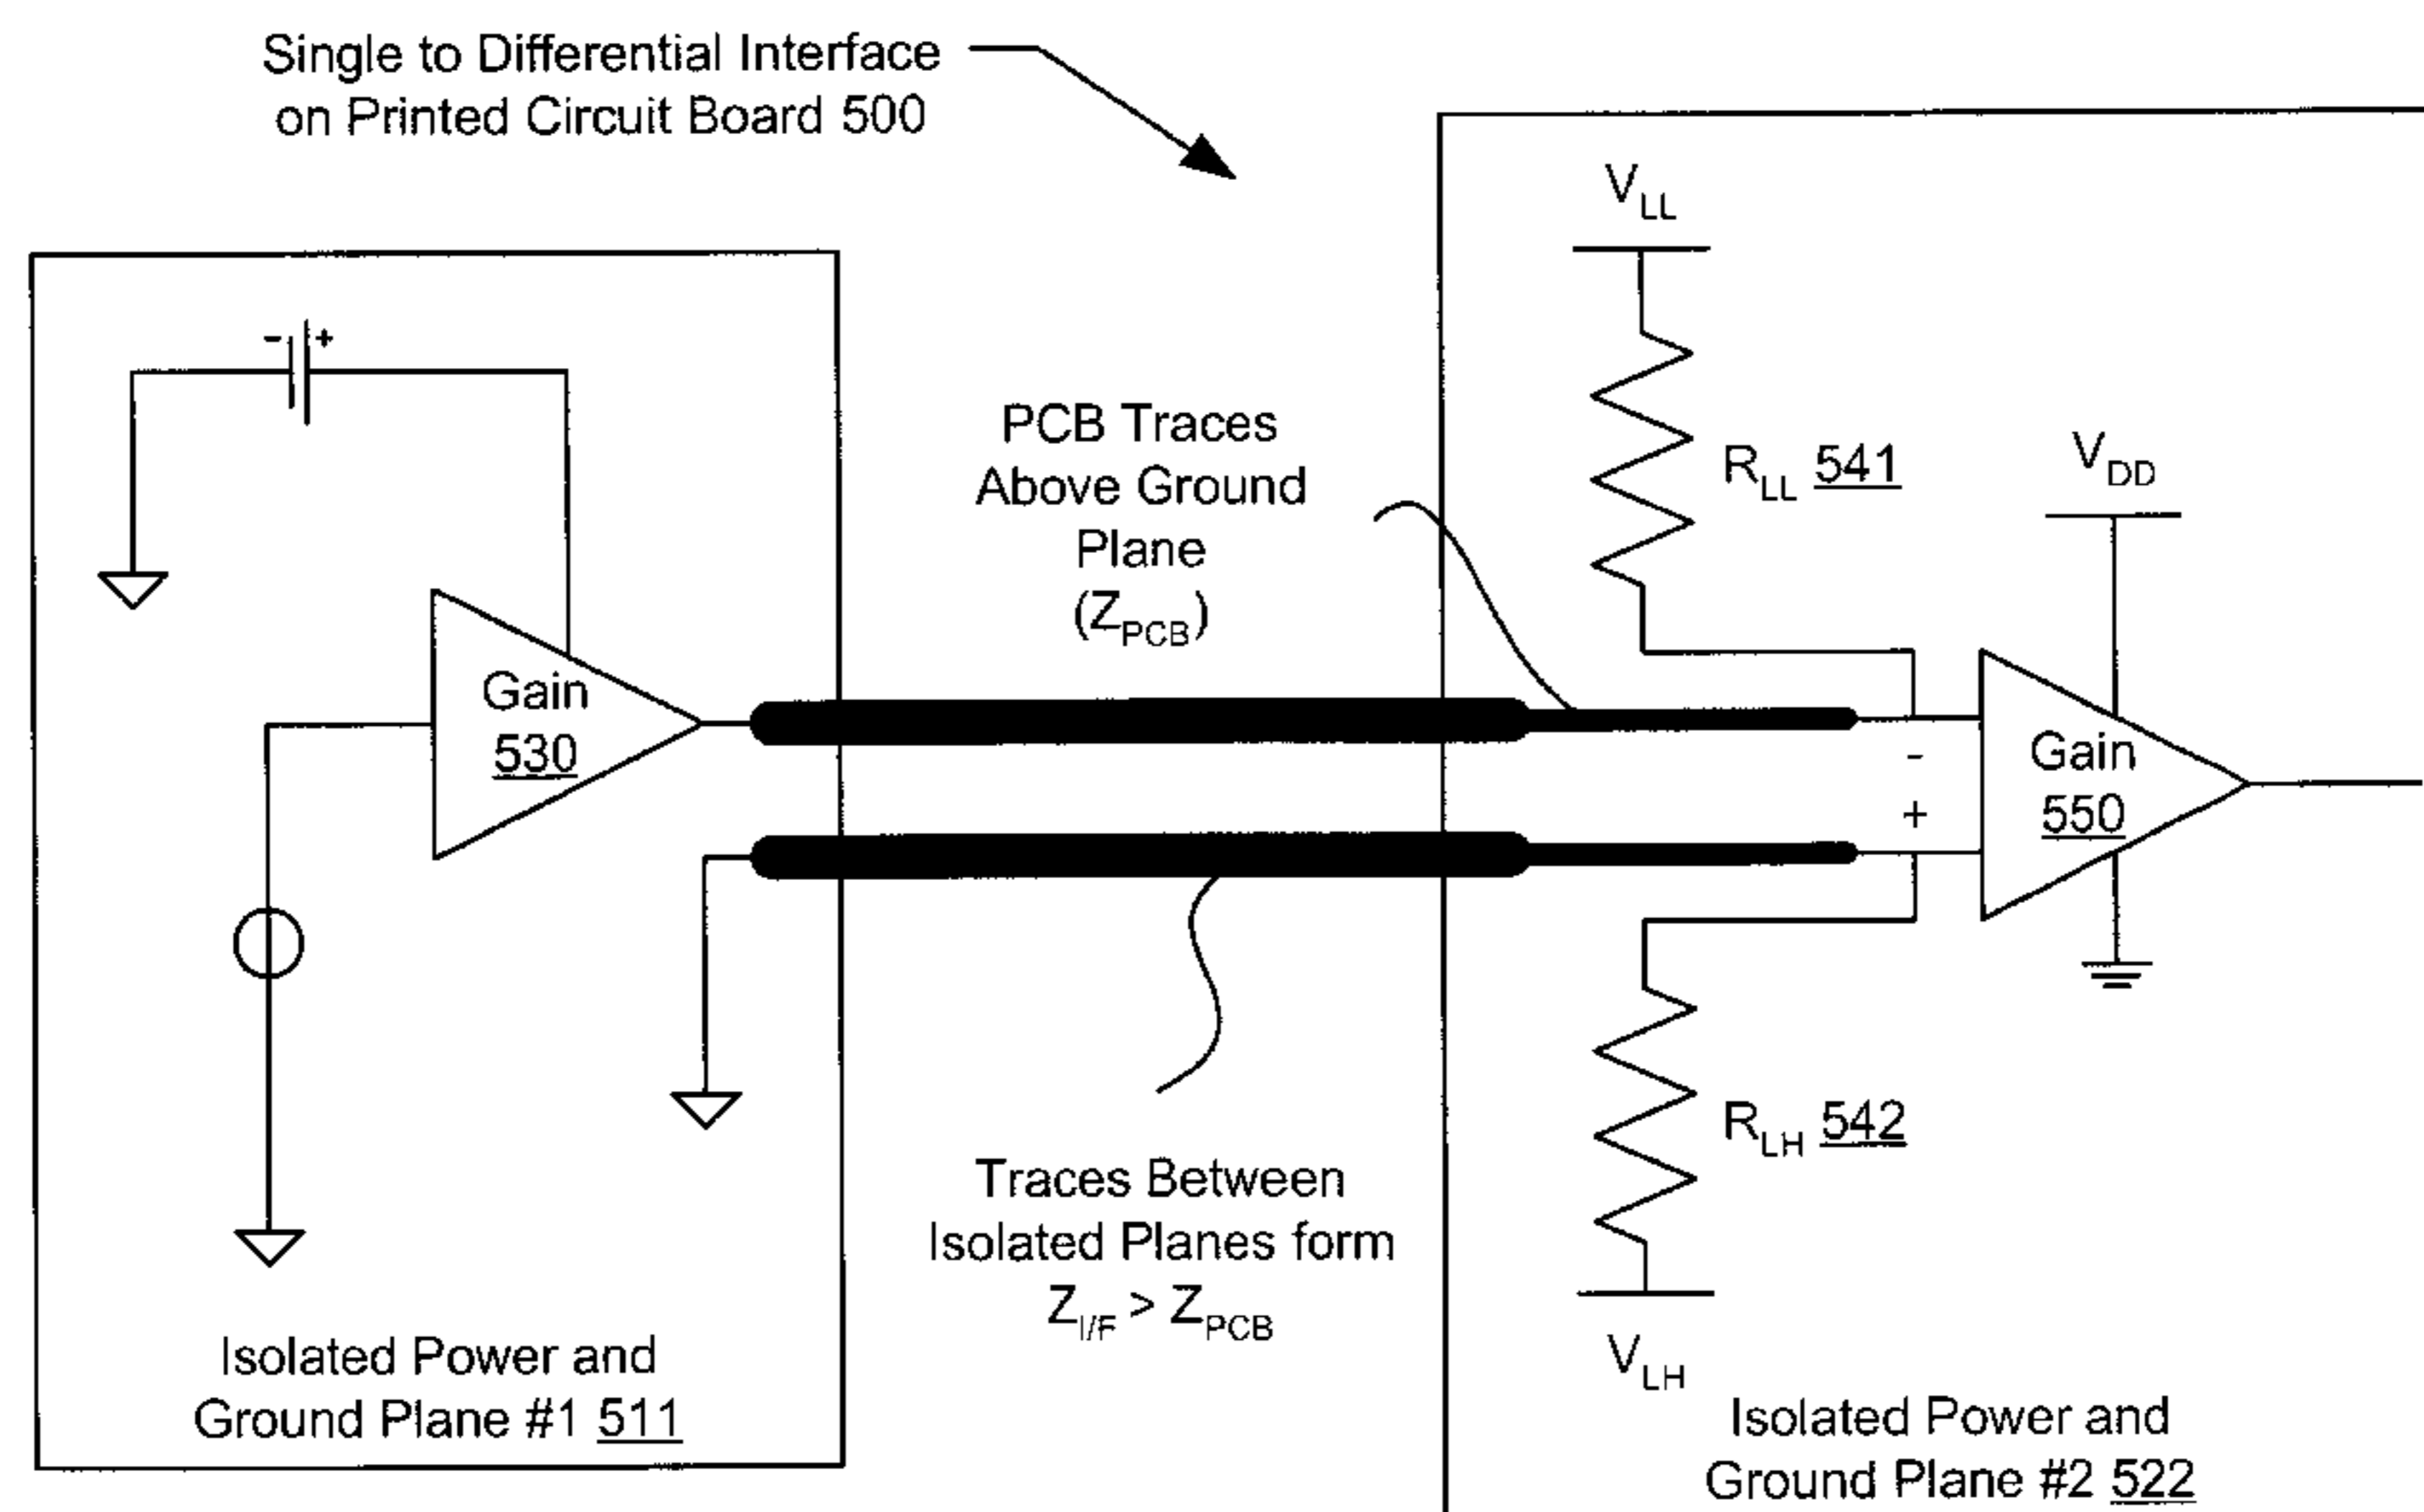 Single to Differential Interface
on Printed Circuit Board 500
V_LL
- +
PCB Traces
Above Ground
Plane
(Z_PCB)
R_LL 541
V_DD
Gain
530
Gain
550
-
+
Traces Between
Isolated Planes form
Z_I/F > Z_PCB
R_LH 542
V_LH
Isolated Power and
Ground Plane #1 511
Isolated Power and
Ground Plane #2 522